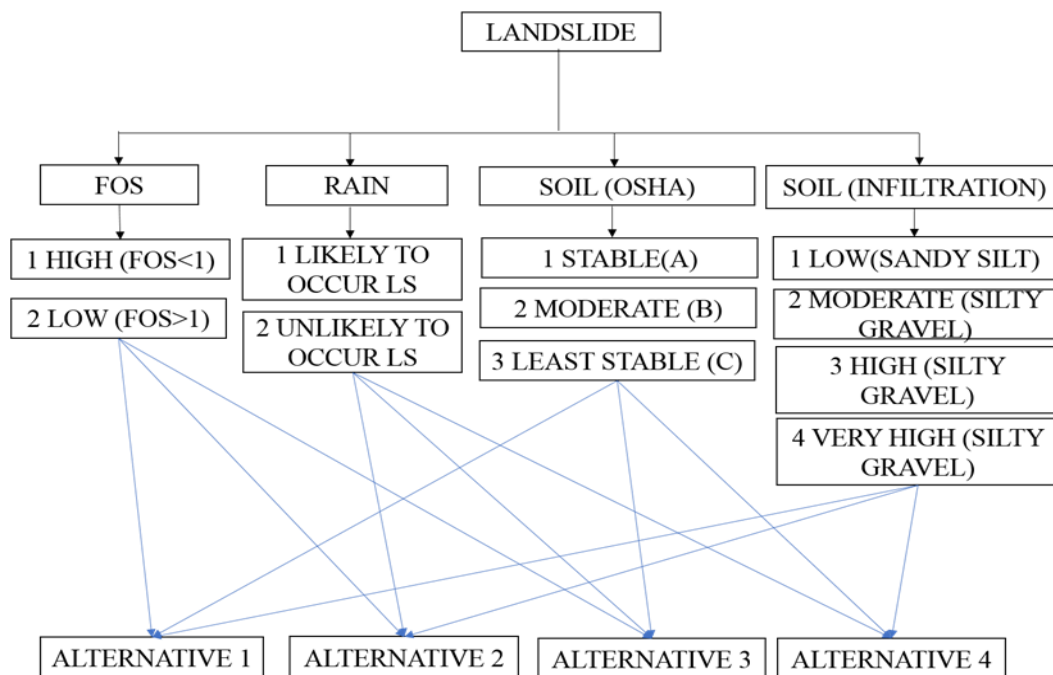 LANDSLIDE
FOS
RAIN
SOIL (OSHA)
SOIL (INFILTRATION)
1 HIGH (FOS<1)
2 LOW (FOS>1)
1 LIKELY TO
OCCUR LS
2 UNLIKELY TO
OCCUR LS
1 STABLE(A)
2 MODERATE (B)
3 LEAST STABLE (C)
1 LOW(SANDY SILT)
2 MODERATE (SILTY
GRAVEL)
3 HIGH (SILTY
GRAVEL)
4 VERY HIGH (SILTY
GRAVEL)
ALTERNATIVE 1
ALTERNATIVE 2
ALTERNATIVE 3
ALTERNATIVE 4